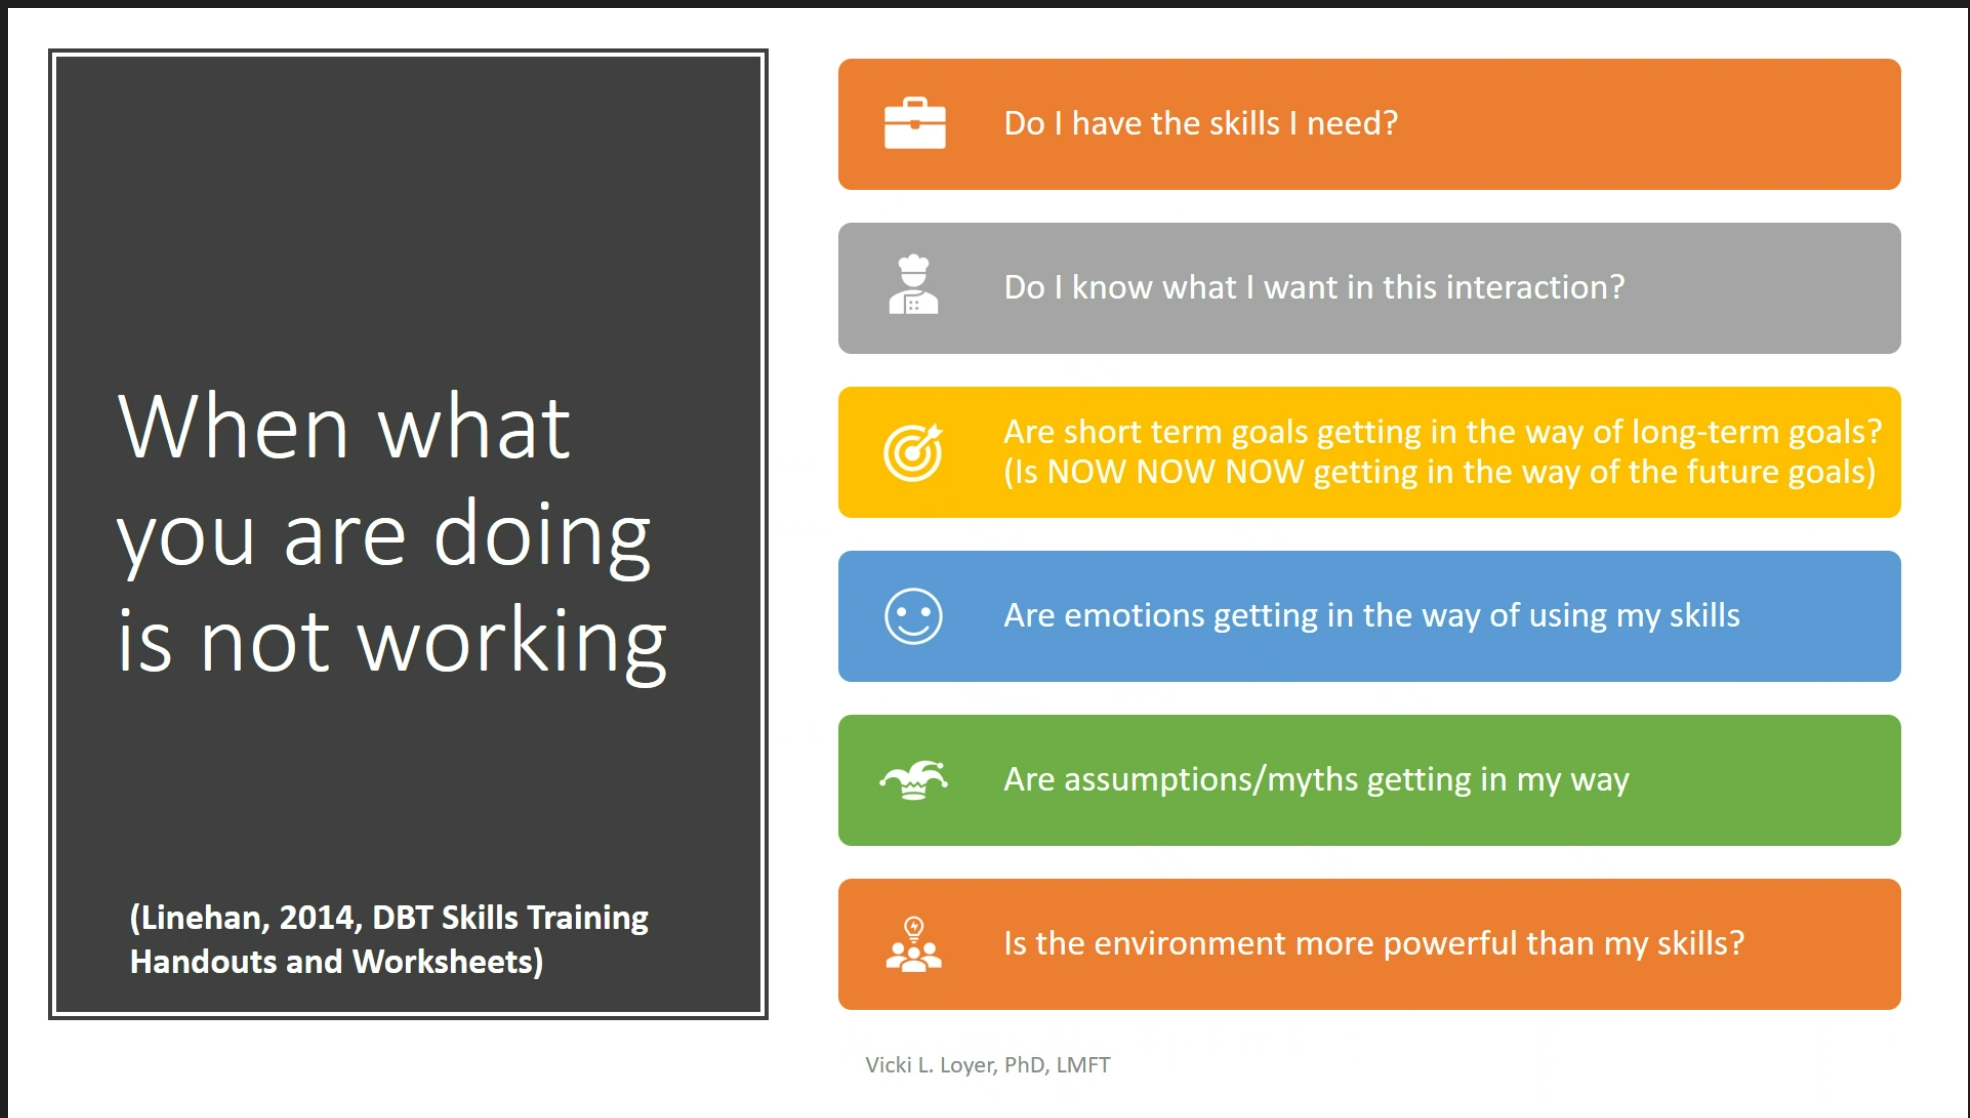 When what
you are doing
is not working
(Linehan, 2014, DBT Skills Training
Handouts and Worksheets)
Do I have the skills I need?
Do I know what I want in this interaction?
Are short term goals getting in the way of long-term goals?
(Is NOW NOW NOW getting in the way of the future goals)
Are emotions getting in the way of using my skills
Are assumptions/myths getting in my way
Is the environment more powerful than my skills?
Vicki L. Loyer, PhD, LMFT